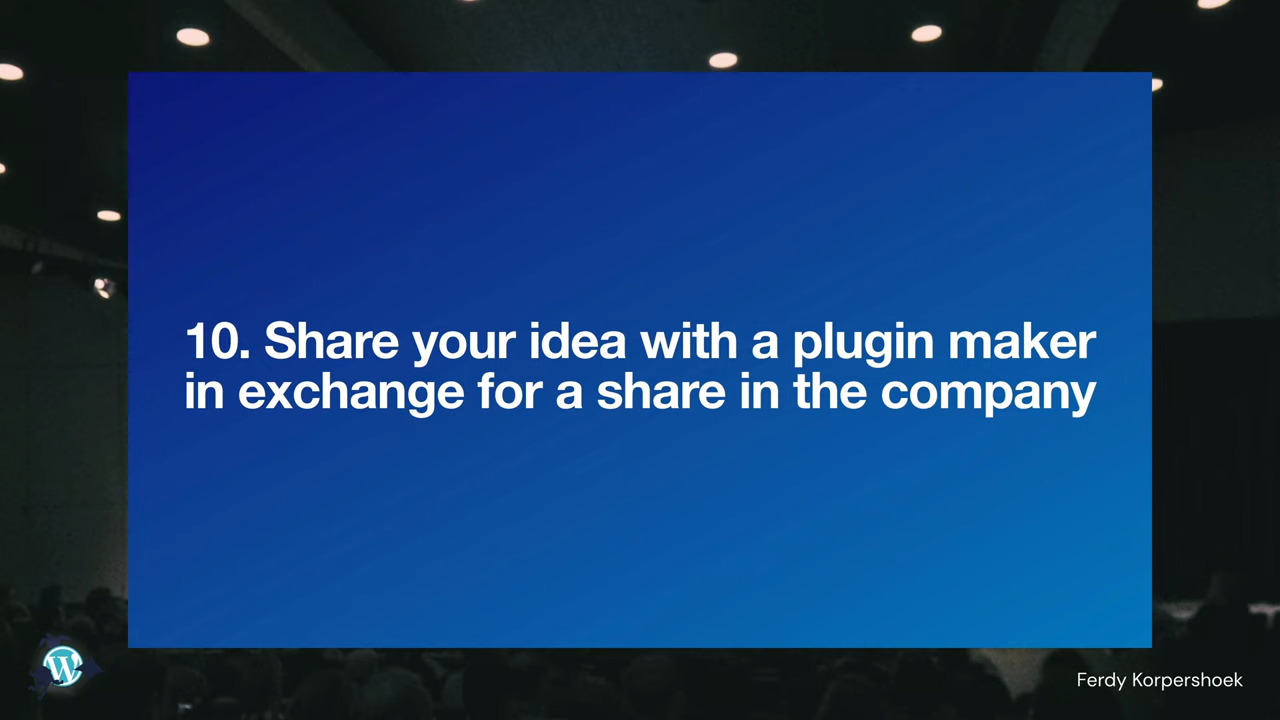 10. Share your idea with a plugin maker
in exchange for a share in the company
Ferdy Korpershoek